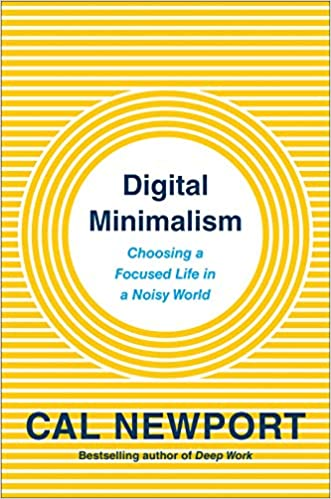 Digital
Minimalism
Choosing a
Focused Life in
a Noisy World
CAL NEWPORT
Bestselling author of Deep Work